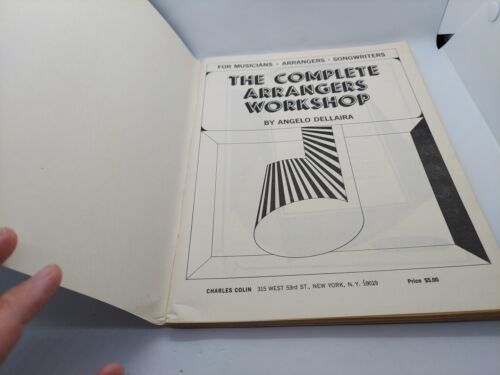 FOR MUSICIANS - ARRANGERS - SONGWRITERS
THE COMPLETE
ARRANGERS
WORKSHOP
BY ANGELO DELLAIRA
CHARLES COLIN 315 WEST 53rd ST., NEW YORK, N.Y. 10019 Price $5.95